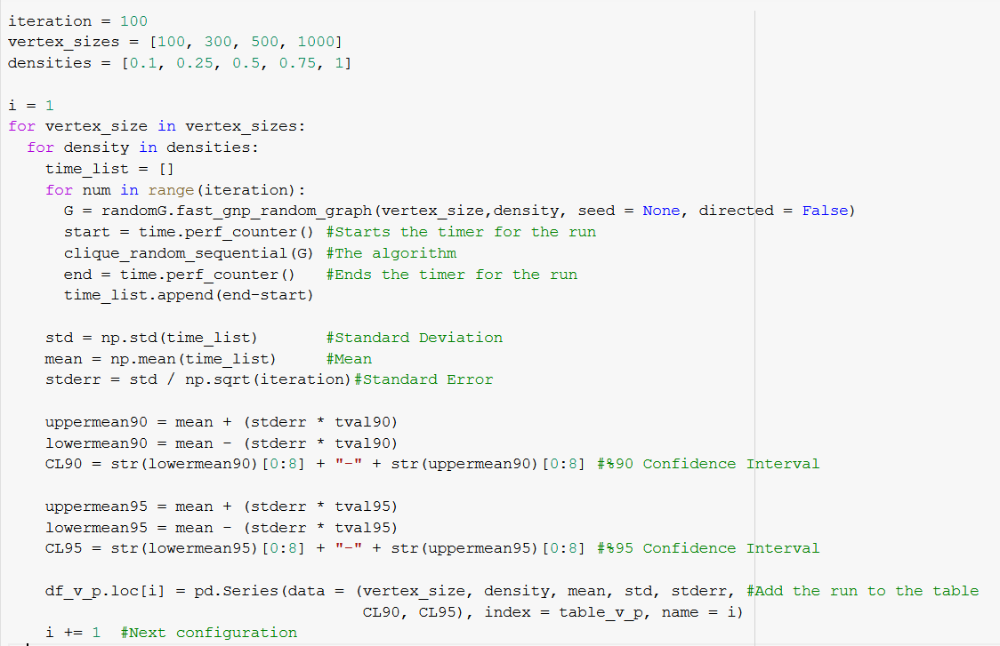 iteration = 100
vertex_sizes = [100, 300, 500, 1000]
densities = [0.1, 0.25, 0.5, 0.75, 1]
i = 1
for vertex_size in vertex_sizes:
  for density in densities:
    time_list = []
    for num in range(iteration):
      G = randomG.fast_gnp_random_graph(vertex_size,density, seed = None, directed = False)
      start = time.perf_counter() #Starts the timer for the run
      clique_random_sequential(G) #The algorithm
      end = time.perf_counter()   #Ends the timer for the run
      time_list.append(end-start)
    std = np.std(time_list)       #Standard Deviation
    mean = np.mean(time_list)     #Mean
    stderr = std / np.sqrt(iteration)#Standard Error
    uppermean90 = mean + (stderr * tval90)
    lowermean90 = mean - (stderr * tval90)
    CL90 = str(lowermean90)[0:8] + "-" + str(uppermean90)[0:8] #%90 Confidence Interval
    uppermean95 = mean + (stderr * tval95)
    lowermean95 = mean - (stderr * tval95)
    CL95 = str(lowermean95)[0:8] + "-" + str(uppermean95)[0:8] #%95 Confidence Interval
    df_v_p.loc[i] = pd.Series(data = (vertex_size, density, mean, std, stderr, #Add the run to the table
                                      CL90, CL95), index = table_v_p, name = i)
    i += 1  #Next configuration